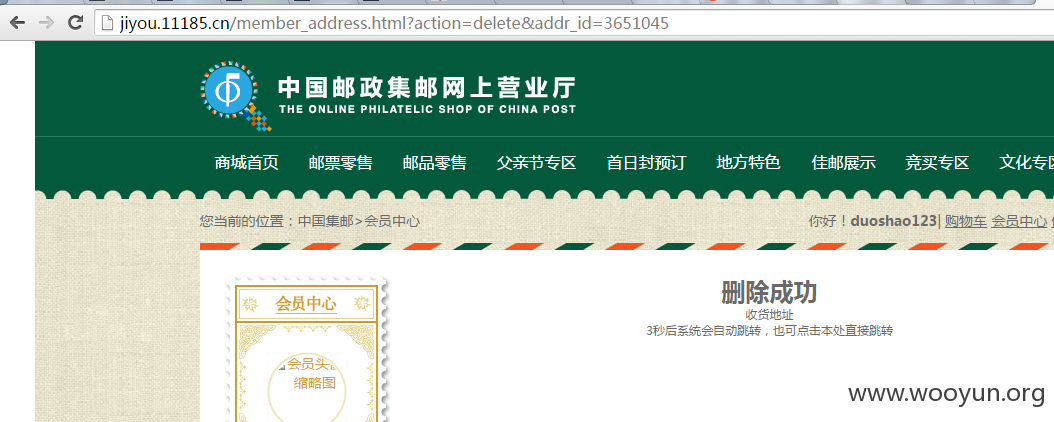 jiyou.11185.cn/member_address.html?action=delete&addr_id=3651045
中国邮政集邮网上营业厅
THE ONLINE PHILATELIC SHOP OF CHINA POST
商城首页 邮票零售 邮品零售 父亲节专区 首日封预订 地方特色 佳邮展示 竞买专区 文化专区
您当前的位置：中国集邮>会员中心
你好！duoshao123| 购物车 会员中心
会员中心
会员头像
缩略图
删除成功
收货地址
3秒后系统会自动跳转，也可点击本处直接跳转
www.wooyun.org